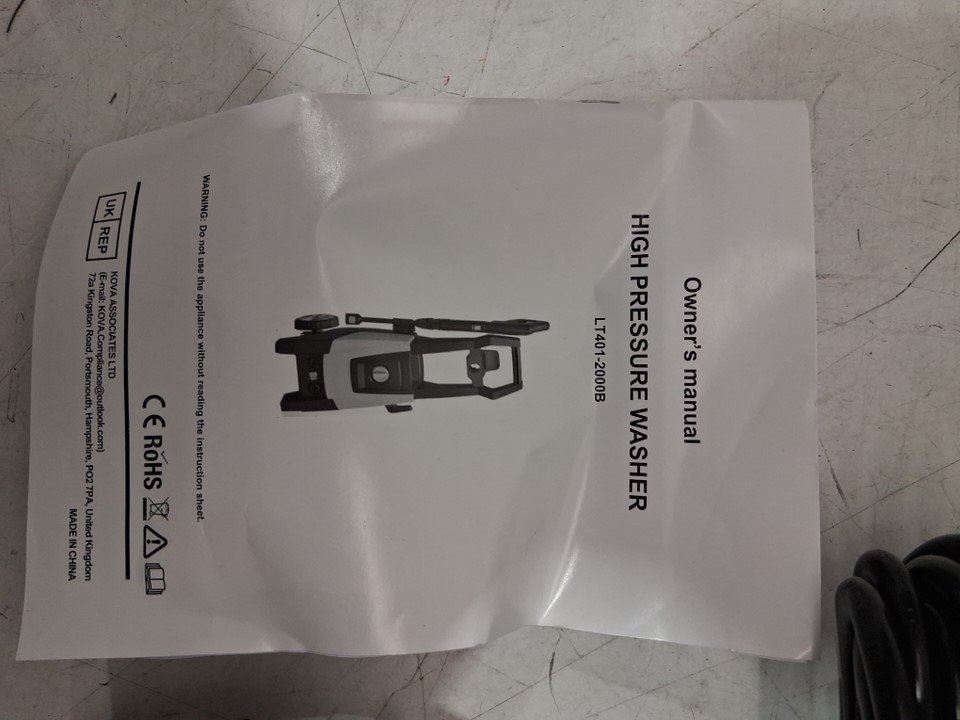 Owner's manual
HIGH PRESSURE WASHER
LT401-2000B
WARNING: Do not use the appliance without reading the instruction sheet.
CE RoHS
UK REP
KOVA ASSOCIATES LTD
(E-mail: KOVA.Compliance@outlook.com)
72a Kingston Road, Portsmouth, Hampshire, PO2 7PA, United Kingdom
MADE IN CHINA